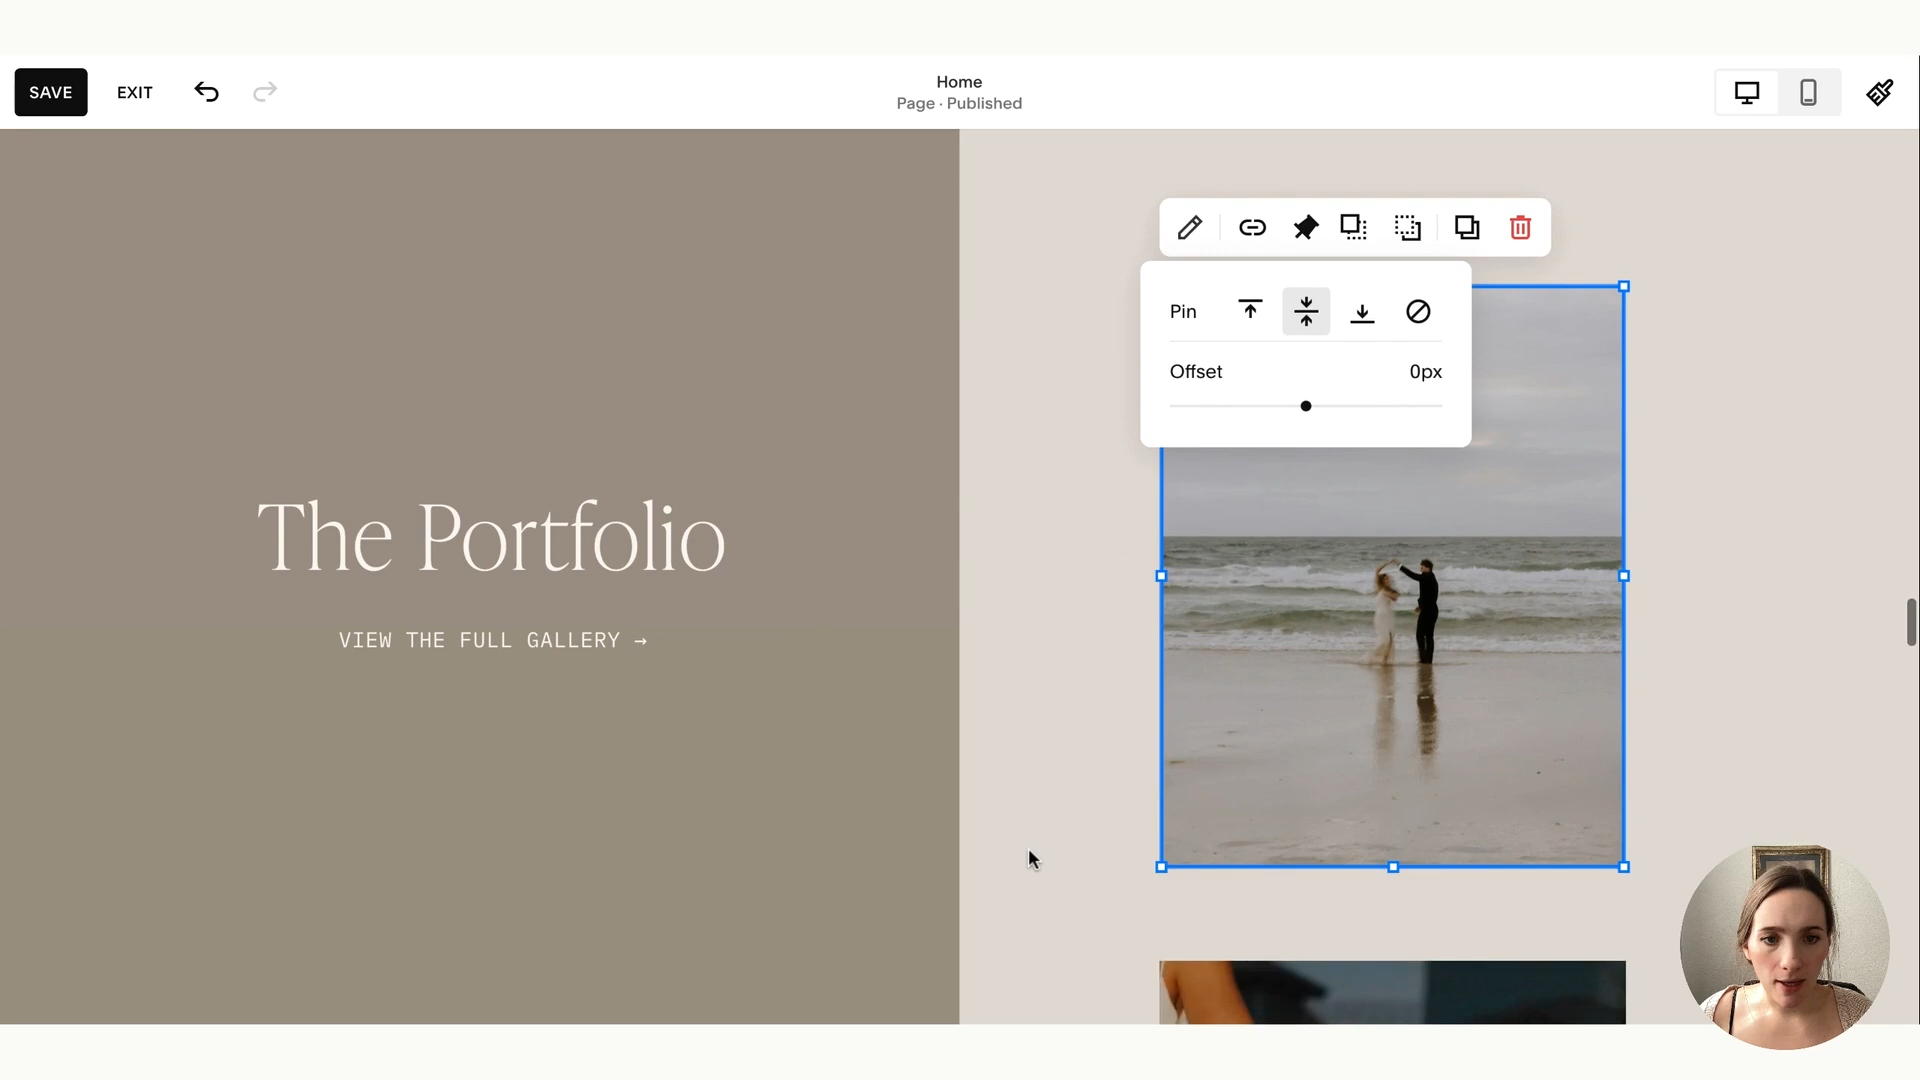 SAVE
EXIT
Home
Page · Published
Pin
Offset
0px
The Portfolio
VIEW THE FULL GALLERY →